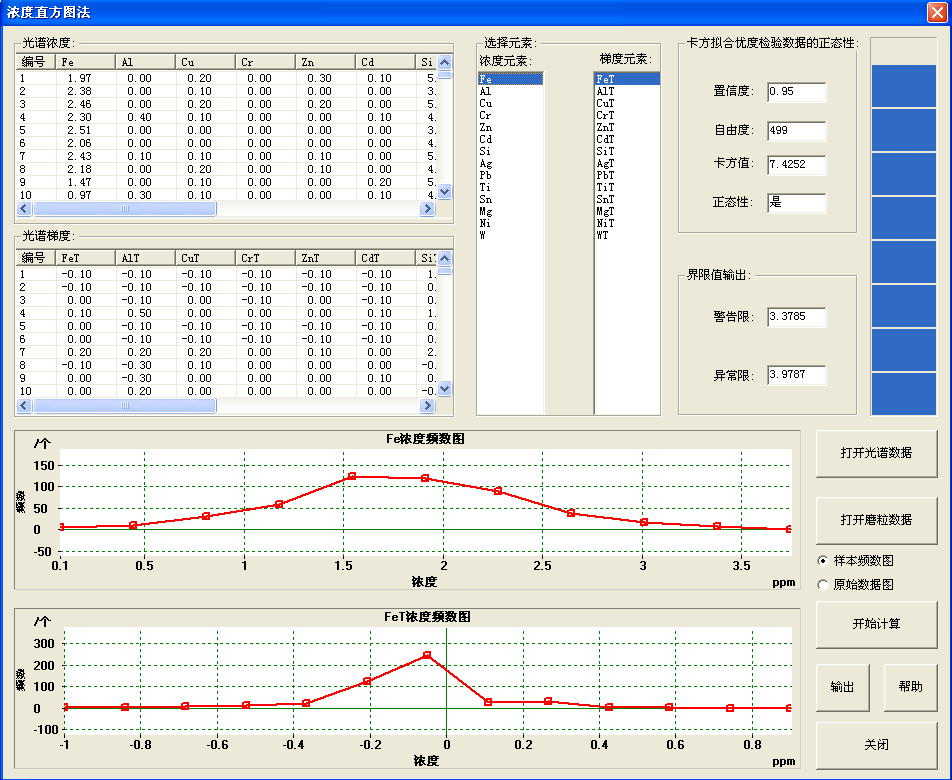 浓度直方图法
光谱浓度:
编号 Fe Al Cu Cr Zn Cd Si
1 1.97 0.00 0.20 0.00 0.30 0.10 5.
2 2.38 0.00 0.10 0.00 0.00 0.00 3.
3 2.46 0.00 0.20 0.00 0.20 0.00 5.
4 2.30 0.40 0.10 0.00 0.00 0.10 4.
5 2.51 0.00 0.00 0.00 0.00 0.00 3.
6 2.06 0.00 0.00 0.00 0.00 0.00 4.
7 2.43 0.10 0.10 0.00 0.00 0.00 5.
8 2.18 0.00 0.20 0.00 0.10 0.00 4.
9 1.47 0.00 0.10 0.00 0.00 0.20 5.
10 0.97 0.30 0.10 0.00 0.00 0.10 4.
光谱梯度:
编号 FeT AlT CuT CrT ZnT CdT Si
1 -0.10 -0.10 -0.10 -0.10 -0.10 -0.10 1.
2 -0.10 -0.10 -0.10 -0.10 -0.10 -0.10 0.
3 0.00 -0.10 0.00 -0.10 0.00 -0.10 0.
4 0.10 0.50 0.00 0.00 0.00 0.10 1.
5 0.00 -0.10 -0.10 -0.10 -0.10 -0.10 0.
6 0.00 -0.10 -0.10 -0.10 -0.10 -0.10 0.
7 0.20 0.20 0.20 0.00 0.10 0.00 2.
8 -0.10 -0.30 0.10 0.00 0.00 0.00 0.
9 0.00 -0.30 0.00 0.00 0.00 0.10 0.
10 0.00 0.20 0.00 0.00 0.00 0.00 -0.
选择元素:
浓度元素:
Fe
Al
Cu
Cr
Zn
Cd
Si
Ag
Pb
Ti
Sn
Mg
Ni
W
梯度元素:
FeT
AlT
CuT
CrT
ZnT
CdT
SiT
AgT
PbT
TiT
SnT
MgT
NiT
WT
卡方拟合优度检验数据的正态性:
置信度: 0.95
自由度: 499
卡方值: 7.4252
正态性: 是
界限值输出:
警告限: 3.3785
异常限: 3.9787
Fe浓度频数图
/个
频数
150
100
50
0
-50
0.1 0.5 1 1.5 2 2.5 3 3.5
浓度
ppm
FeT浓度频数图
/个
频数
300
200
100
0
-100
-1 -0.8 -0.6 -0.4 -0.2 0 0.2 0.4 0.6 0.8
浓度
ppm
打开光谱数据
打开磨粒数据
样本频数图
原始数据图
开始计算
输出 帮助
关闭